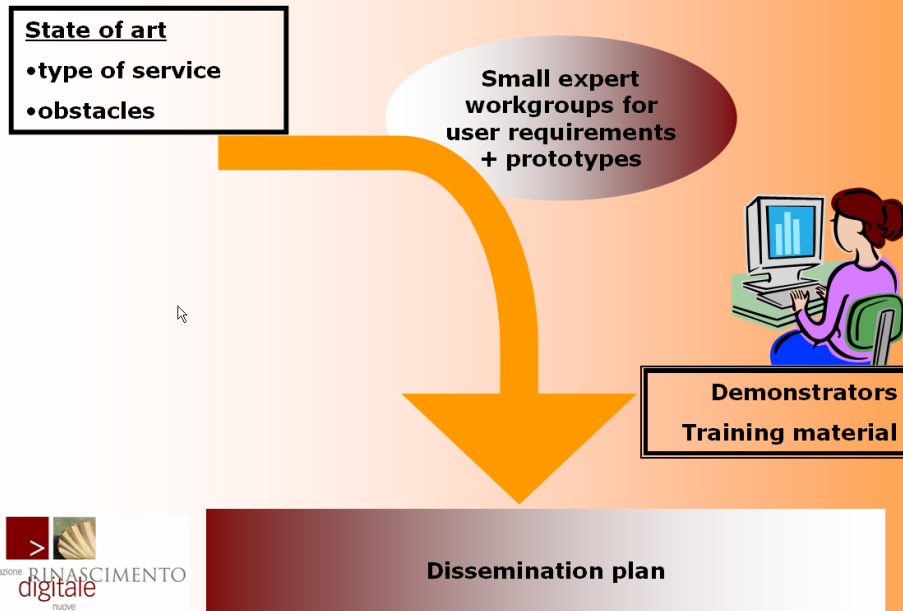 State of art
•type of service
•obstacles
Small expert
workgroups for
user requirements
+ prototypes
Demonstrators
Training material
Dissemination plan
>
azione RINASCIMENTO
digitale
nuove